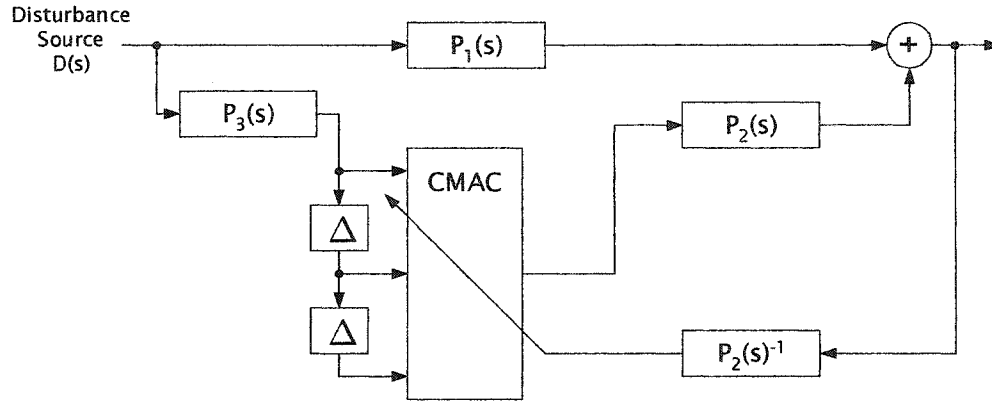 Disturbance
Source
D(s)
P₁(s)
+
P₃(s)
P₂(s)
CMAC
Δ
Δ
P₂(s)⁻¹